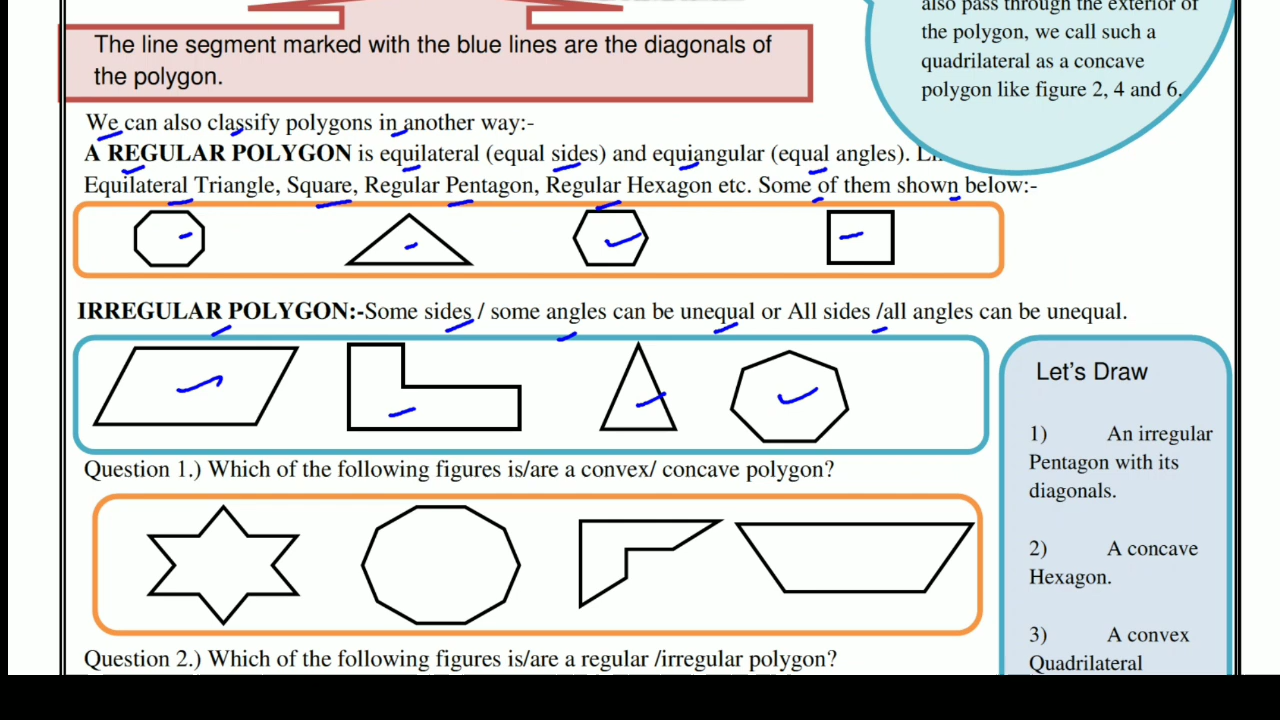 The line segment marked with the blue lines are the diagonals of
the polygon.
also pass through the exterior of
the polygon, we call such a
quadrilateral as a concave
polygon like figure 2, 4 and 6.
We can also classify polygons in another way:-
A REGULAR POLYGON is equilateral (equal sides) and equiangular (equal angles).
Equilateral Triangle, Square, Regular Pentagon, Regular Hexagon etc. Some of them shown below:-
IRREGULAR POLYGON:-Some sides / some angles can be unequal or All sides /all angles can be unequal.
Question 1.) Which of the following figures is/are a convex/ concave polygon?
Question 2.) Which of the following figures is/are a regular /irregular polygon?
Let's Draw
1) An irregular
Pentagon with its
diagonals.
2) A concave
Hexagon.
3) A convex
Quadrilateral